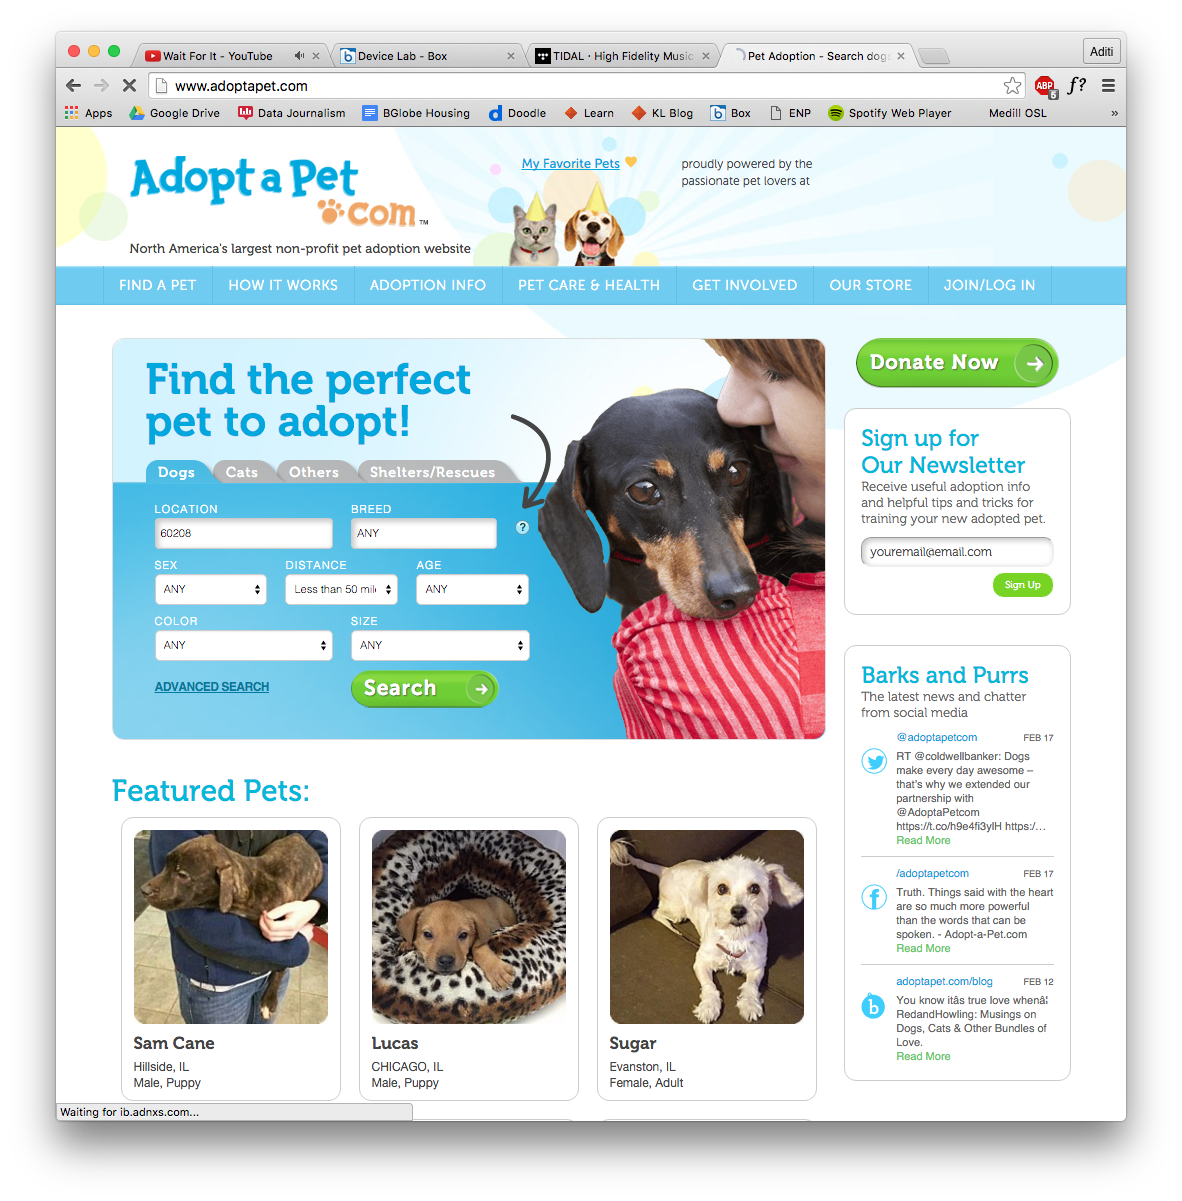 Wait For It - YouTube
Device Lab - Box
TIDAL · High Fidelity Music
Pet Adoption - Search dogs
Aditi
www.adoptapet.com
ABP
5
f?
Apps
Google Drive
Data Journalism
BGlobe Housing
Doodle
Learn
KL Blog
Box
ENP
Spotify Web Player
Medill OSL
»
Adopt a Pet
.com™
North America's largest non-profit pet adoption website
My Favorite Pets
proudly powered by the
passionate pet lovers at
FIND A PET
HOW IT WORKS
ADOPTION INFO
PET CARE & HEALTH
GET INVOLVED
OUR STORE
JOIN/LOG IN
Find the perfect
pet to adopt!
Dogs
Cats
Others
Shelters/Rescues
LOCATION
BREED
60208
ANY
?
SEX
DISTANCE
AGE
ANY
Less than 50 mile
ANY
COLOR
SIZE
ANY
ANY
ADVANCED SEARCH
Search
Donate Now
Sign up for
Our Newsletter
Receive useful adoption info
and helpful tips and tricks for
training your new adopted pet.
youremail@email.com
Sign Up
Barks and Purrs
The latest news and chatter
from social media
@adoptapetcom FEB 17
RT @coldwellbanker: Dogs
make every day awesome –
that's why we extended our
partnership with
@AdoptaPetcom
https://t.co/h9e4fi3ylH https:/…
Read More
/adoptapetcom FEB 17
Truth. Things said with the heart
are so much more powerful
than the words that can be
spoken. - Adopt-a-Pet.com
Read More
adoptapet.com/blog FEB 12
You know itâs true love whenâ¦
RedandHowling: Musings on
Dogs, Cats & Other Bundles of
Love.
Read More
Featured Pets:
Sam Cane
Hillside, IL
Male, Puppy
Lucas
CHICAGO, IL
Male, Puppy
Sugar
Evanston, IL
Female, Adult
Waiting for ib.adnxs.com...